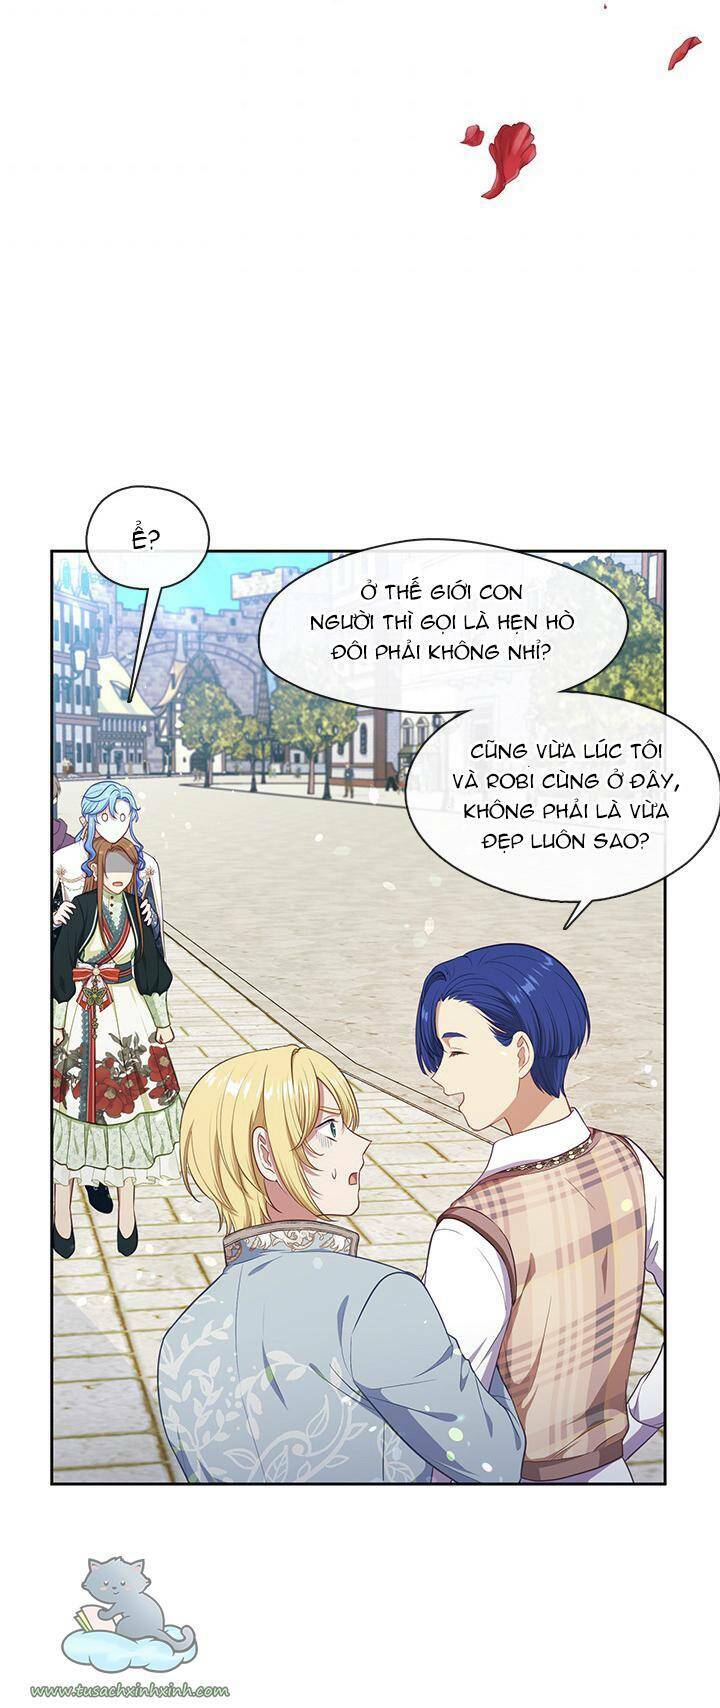 Ể?
Ở THẾ GIỚI CON
NGƯỜI THÌ GỌI LÀ HẸN HÒ
ĐÔI PHẢI KHÔNG NHỈ?
CŨNG VỪA LÚC TÔI
VÀ ROBI CÙNG Ở ĐÂY,
KHÔNG PHẢI LÀ VỪA
ĐẸP LUÔN SAO?
www.tusachxinhxinh.com